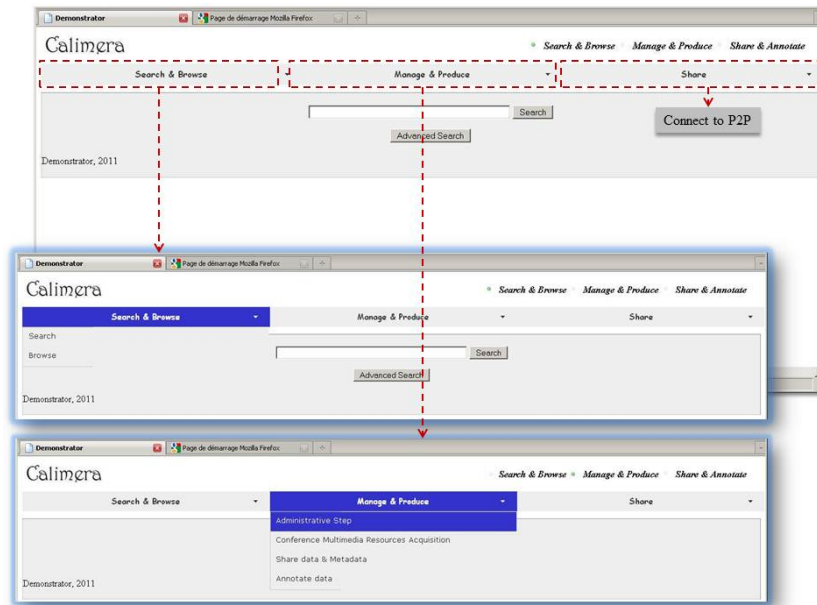 Demonstrator Page de démarrage Mozilla Firefox
Calimera
Search & Browse Manage & Produce Share & Annotate
Search & Browse Manage & Produce Share
Search
Connect to P2P
Advanced Search
Demonstrator, 2011
Demonstrator Page de démarrage Mozilla Firefox
Calimera
Search & Browse Manage & Produce Share & Annotate
Search & Browse Manage & Produce Share
Search
Browse
Search
Advanced Search
Demonstrator, 2011
Demonstrator Page de démarrage Mozilla Firefox
Calimera
Search & Browse Manage & Produce Share & Annotate
Search & Browse Manage & Produce Share
Administrative Step
Conference Multimedia Resources Acquisition
Share data & Metadata
Annotate data
Demonstrator, 2011